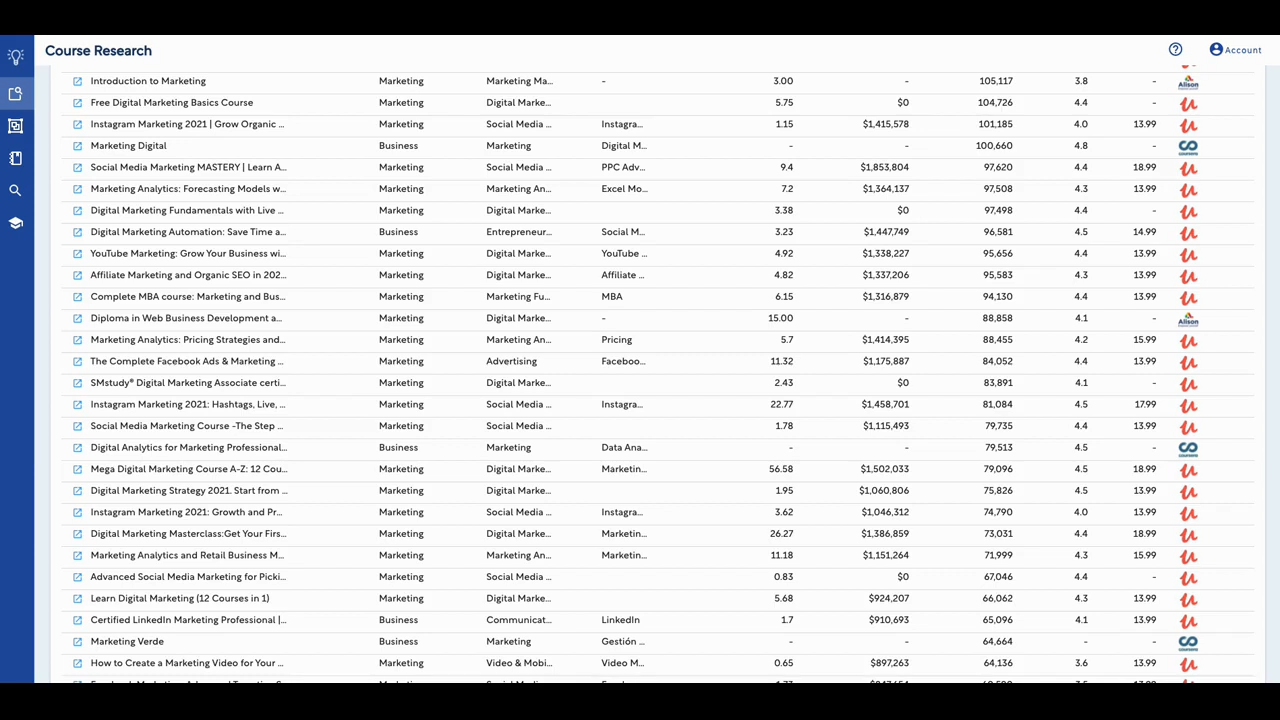 Course Research
Account
Introduction to Marketing Marketing Marketing Ma... - 3.00 - 105,117 3.8 - Alison
Free Digital Marketing Basics Course Marketing Digital Marke... 5.75 $0 104,726 4.4 -
Instagram Marketing 2021 | Grow Organic ... Marketing Social Media ... Instagra... 1.15 $1,415,578 101,185 4.0 13.99
Marketing Digital Business Marketing Digital M... - - 100,660 4.8 -
Social Media Marketing MASTERY | Learn A... Marketing Social Media ... PPC Adv... 9.4 $1,853,804 97,620 4.4 18.99
Marketing Analytics: Forecasting Models w... Marketing Marketing An... Excel Mo... 7.2 $1,364,137 97,508 4.3 13.99
Digital Marketing Fundamentals with Live ... Marketing Digital Marke... 3.38 $0 97,498 4.4 -
Digital Marketing Automation: Save Time a... Business Entrepreneur... Social M... 3.23 $1,447,749 96,581 4.5 14.99
YouTube Marketing: Grow Your Business wi... Marketing Digital Marke... YouTube ... 4.92 $1,338,227 95,656 4.4 13.99
Affiliate Marketing and Organic SEO in 202... Marketing Digital Marke... Affiliate ... 4.82 $1,337,206 95,583 4.3 13.99
Complete MBA course: Marketing and Bus... Marketing Marketing Fu... MBA 6.15 $1,316,879 94,130 4.4 13.99
Diploma in Web Business Development a... Marketing Digital Marke... - 15.00 - 88,858 4.1 - Alison
Marketing Analytics: Pricing Strategies and... Marketing Marketing An... Pricing 5.7 $1,414,395 88,455 4.2 15.99
The Complete Facebook Ads & Marketing ... Marketing Advertising Faceboo... 11.32 $1,175,887 84,052 4.4 13.99
SMstudy® Digital Marketing Associate certi... Marketing Digital Marke... 2.43 $0 83,891 4.1 -
Instagram Marketing 2021: Hashtags, Live, ... Marketing Social Media ... Instagra... 22.77 $1,458,701 81,084 4.5 17.99
Social Media Marketing Course -The Step ... Marketing Social Media ... 1.78 $1,115,493 79,735 4.4 13.99
Digital Analytics for Marketing Professional... Business Marketing Data Ana... - - 79,513 4.5 -
Mega Digital Marketing Course A-Z: 12 Cou... Marketing Digital Marke... Marketin... 56.58 $1,502,033 79,096 4.5 18.99
Digital Marketing Strategy 2021. Start from ... Marketing Digital Marke... 1.95 $1,060,806 75,826 4.5 13.99
Instagram Marketing 2021: Growth and Pr... Marketing Social Media ... Instagra... 3.62 $1,046,312 74,790 4.0 13.99
Digital Marketing Masterclass:Get Your Firs... Marketing Digital Marke... Marketin... 26.27 $1,386,859 73,031 4.4 18.99
Marketing Analytics and Retail Business M... Marketing Marketing An... Marketin... 11.18 $1,151,264 71,999 4.3 15.99
Advanced Social Media Marketing for Picki... Marketing Social Media ... 0.83 $0 67,046 4.4 -
Learn Digital Marketing (12 Courses in 1) Marketing Digital Marke... 5.68 $924,207 66,062 4.3 13.99
Certified LinkedIn Marketing Professional |... Business Communicat... LinkedIn 1.7 $910,693 65,096 4.1 13.99
Marketing Verde Business Marketing Gestión ... - - 64,664 - -
How to Create a Marketing Video for Your ... Marketing Video & Mobi... Video M... 0.65 $897,263 64,136 3.6 13.99